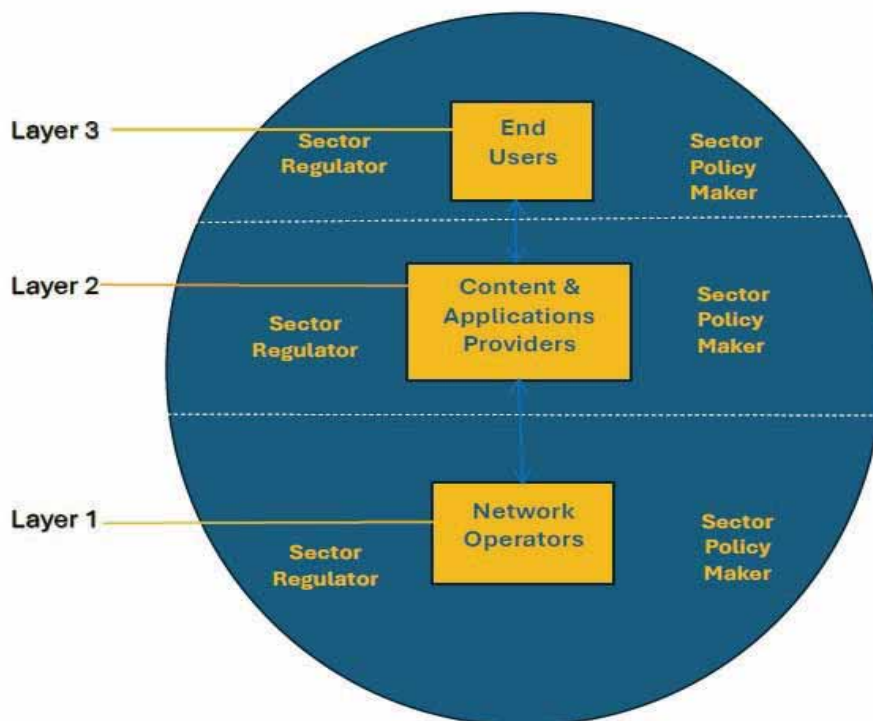 Layer 3
End
Users
Sector
Regulator
Sector
Policy
Maker
Layer 2
Content &
Applications
Providers
Sector
Regulator
Sector
Policy
Maker
Layer 1
Network
Operators
Sector
Regulator
Sector
Policy
Maker